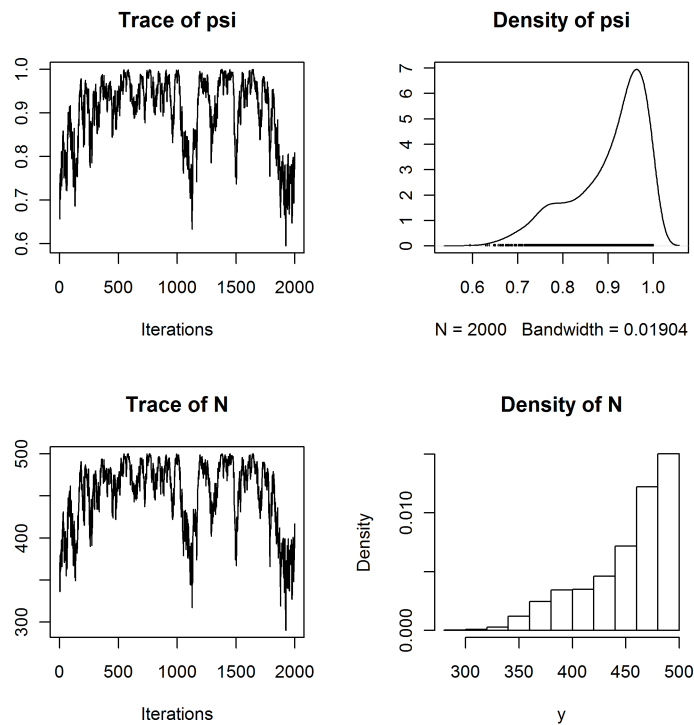 Trace of psi
0.6 0.7 0.8 0.9 1.0
0 500 1000 1500 2000
Iterations
Density of psi
0 1 2 3 4 5 6 7
0.6 0.7 0.8 0.9 1.0
N = 2000 Bandwidth = 0.01904
Trace of N
300 400 500
0 500 1000 1500 2000
Iterations
Density of N
Density
0.000 0.010
300 350 400 450 500
y